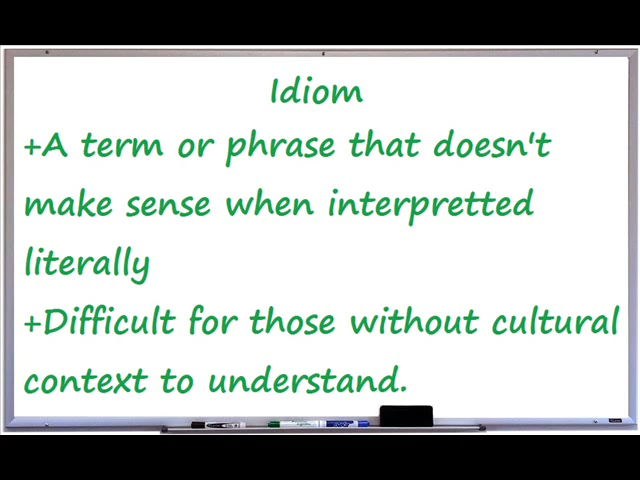 Idiom
+A term or phrase that doesn't
make sense when interpretted
literally
+Difficult for those without cultural
context to understand.